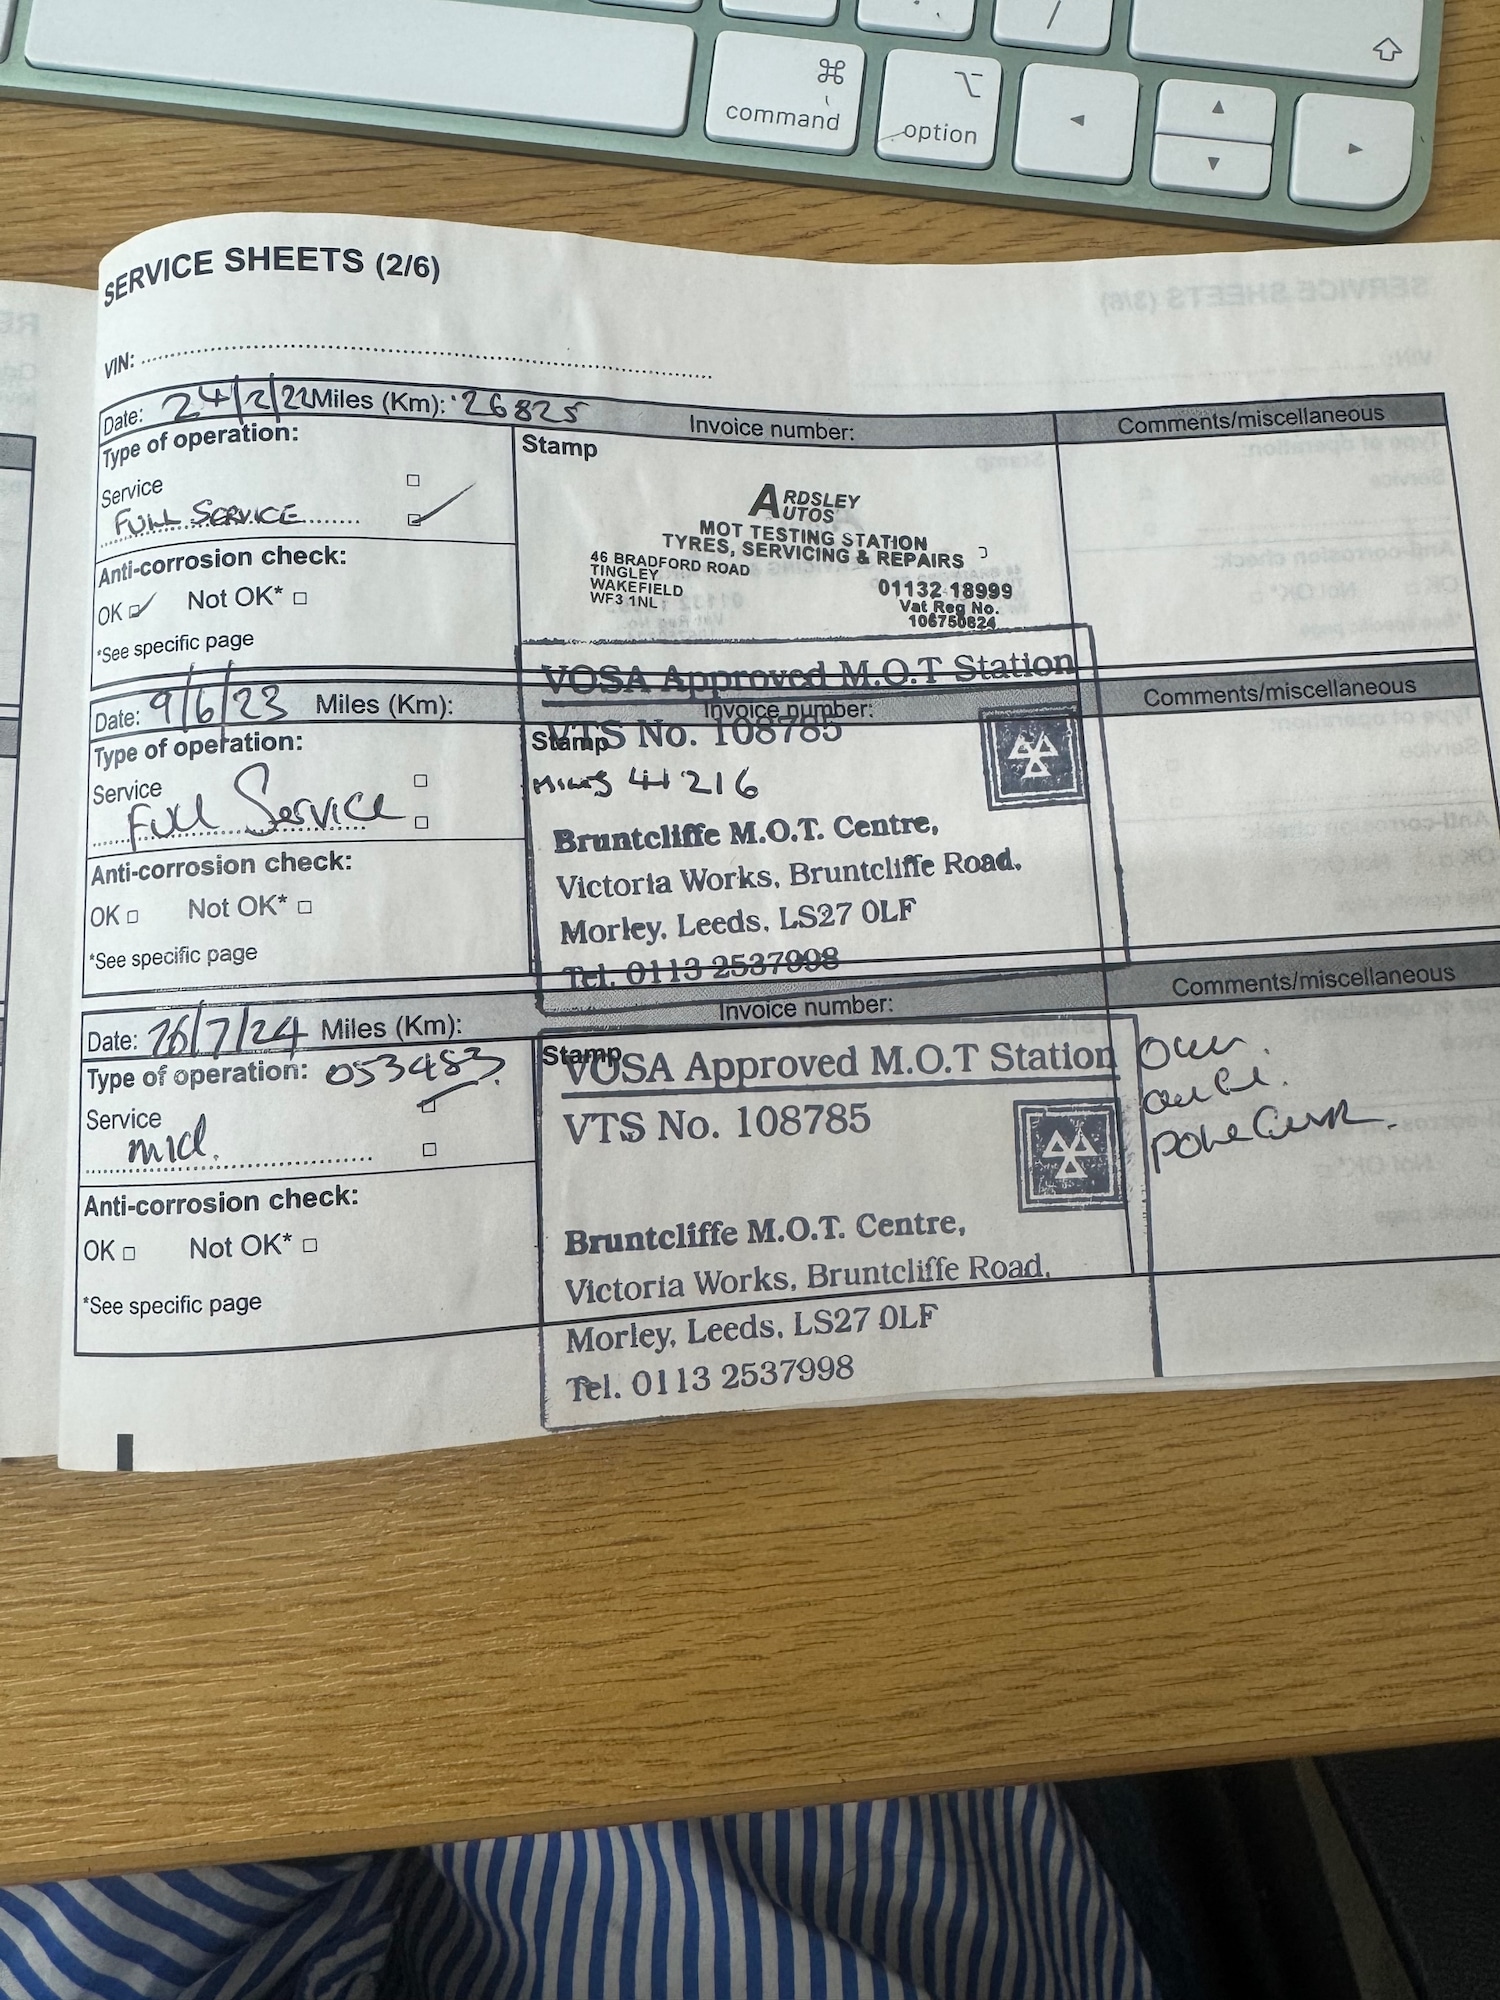 ⌘
command
⌥
option
/
SERVICE SHEETS (2/6)
VIN:
Date: 24/2/22 Miles (Km): 26825 Invoice number: Comments/miscellaneous
Type of operation:
Service
FULL SERVICE
Anti-corrosion check:
OK Not OK*
*See specific page
Stamp
ARDSLEY
AUTOS
MOT TESTING STATION
TYRES, SERVICING & REPAIRS
46 BRADFORD ROAD
TINGLEY
WAKEFIELD
WF3 1NL
01132 18999
Vat Reg No.
106750824
Date: 9/6/23 Miles (Km): Invoice number: Comments/miscellaneous
Type of operation:
Service
Full Service
Anti-corrosion check:
OK Not OK*
*See specific page
VOSA Approved M.O.T Station
VTS No. 108785
Stamp
Miles 41216
Bruntcliffe M.O.T. Centre,
Victoria Works, Bruntcliffe Road,
Morley, Leeds, LS27 0LF
Tel. 0113 2537998
Date: 26/7/24 Miles (Km): Invoice number: Comments/miscellaneous
Type of operation: 053483
Service
mid.
Anti-corrosion check:
OK Not OK*
*See specific page
Stamp
VOSA Approved M.O.T Station
VTS No. 108785
Bruntcliffe M.O.T. Centre,
Victoria Works, Bruntcliffe Road,
Morley, Leeds, LS27 0LF
Tel. 0113 2537998